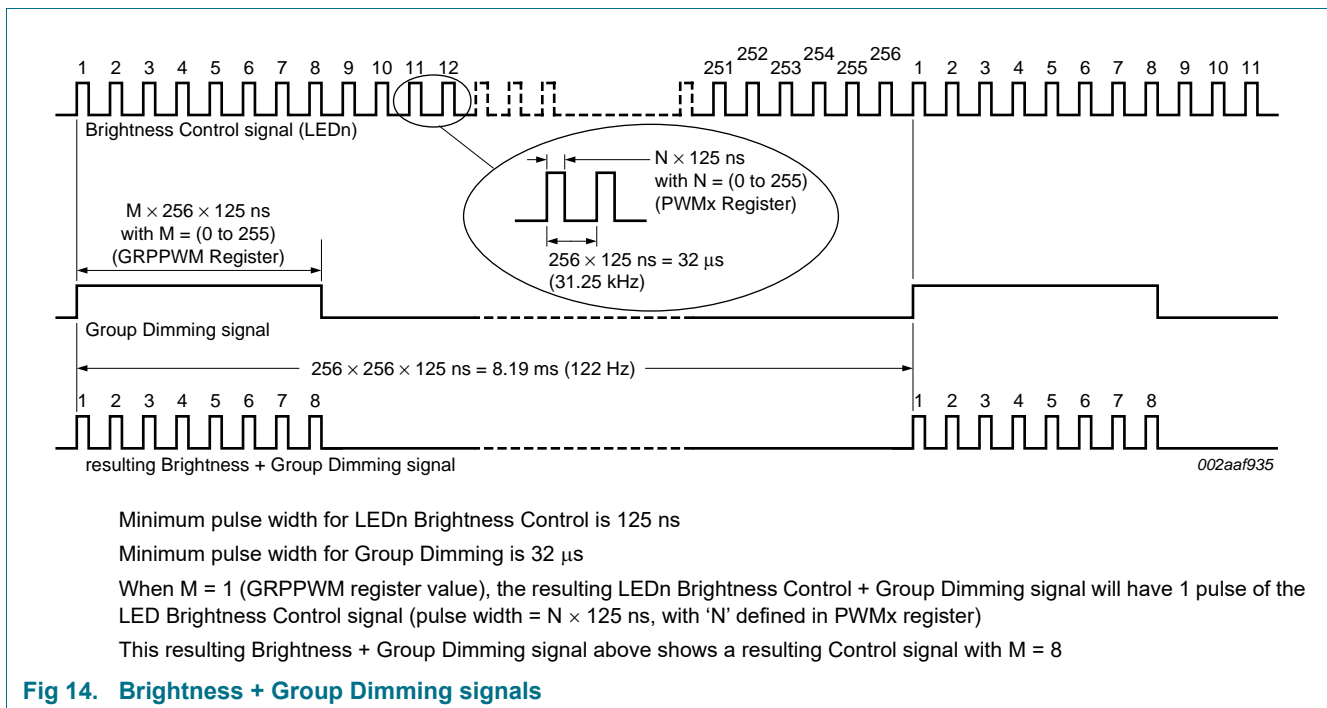 1 2 3 4 5 6 7 8 9 10 11 12 251 252 253 254 255 256 1 2 3 4 5 6 7 8 9 10 11
Brightness Control signal (LEDn)
N × 125 ns
with N = (0 to 255)
(PWMx Register)
256 × 125 ns = 32 μs
(31.25 kHz)
M × 256 × 125 ns
with M = (0 to 255)
(GRPPWM Register)
Group Dimming signal
256 × 256 × 125 ns = 8.19 ms (122 Hz)
1 2 3 4 5 6 7 8 1 2 3 4 5 6 7 8
resulting Brightness + Group Dimming signal
002aaf935
Minimum pulse width for LEDn Brightness Control is 125 ns
Minimum pulse width for Group Dimming is 32 μs
When M = 1 (GRPPWM register value), the resulting LEDn Brightness Control + Group Dimming signal will have 1 pulse of the
LED Brightness Control signal (pulse width = N × 125 ns, with ‘N’ defined in PWMx register)
This resulting Brightness + Group Dimming signal above shows a resulting Control signal with M = 8
Fig 14. Brightness + Group Dimming signals